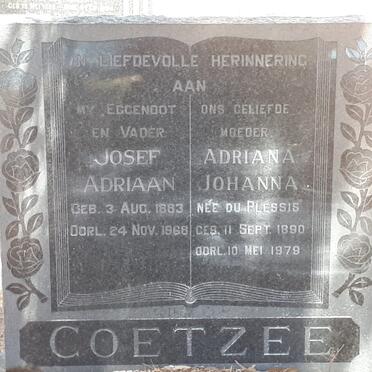 IN LIEFDEVOLLE HERINNERING
AAN
MY EGGENOOT
EN VADER
JOSEF
ADRIAAN
GEB. 3 AUG. 1883
OORL. 24 NOV. 1968
ONS GELIEFDE
MOEDER
ADRIANA
JOHANNA
NÉE DU PLESSIS
GEB. 11 SEPT. 1890
OORL. 10 MEI 1979
COETZEE